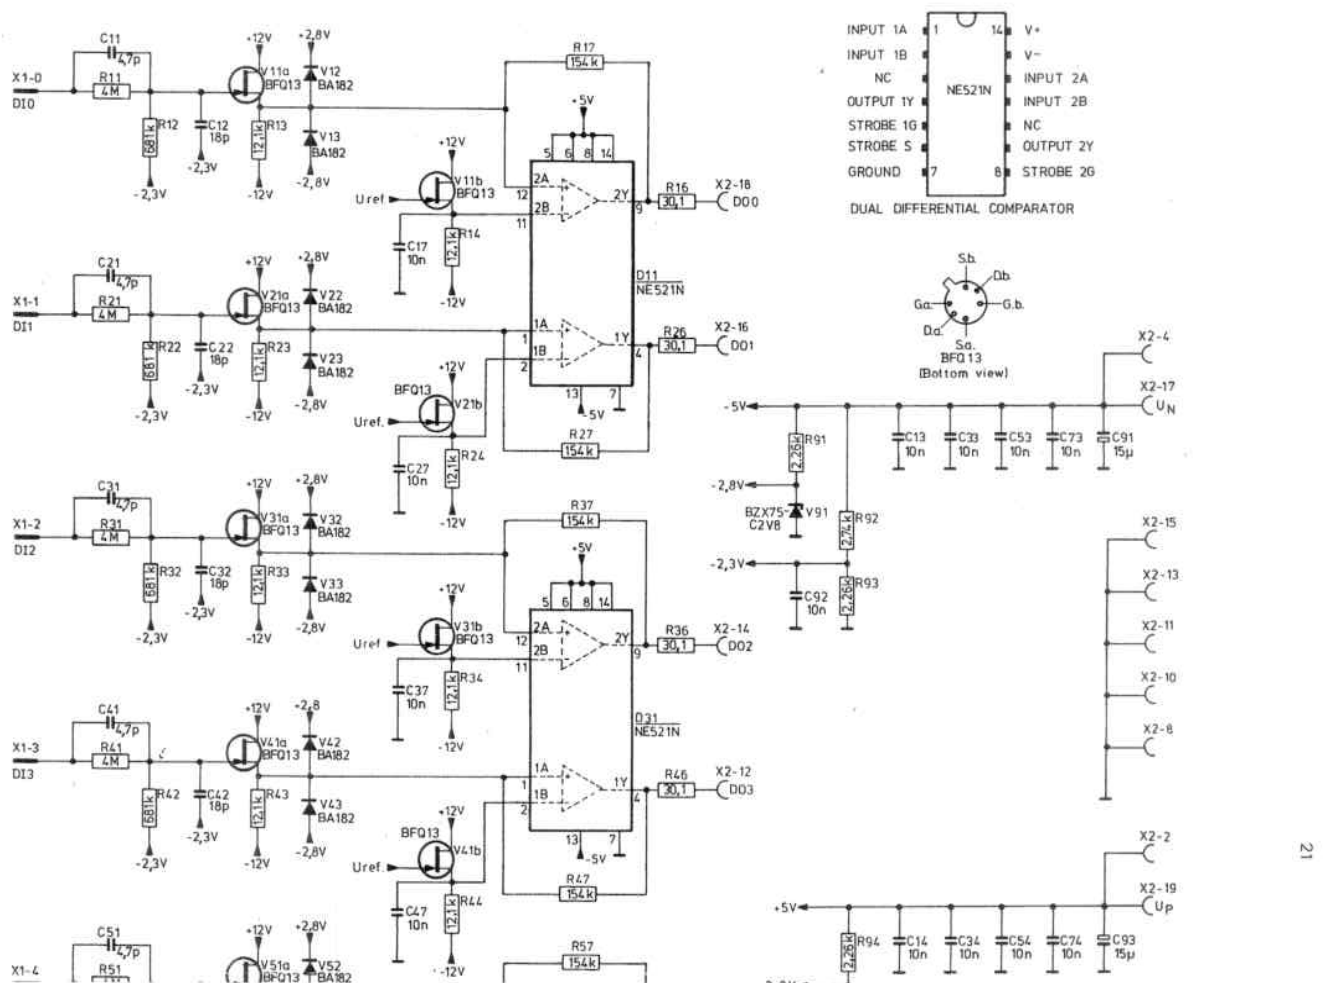 C11
4,7p
X1-0
R11
4M
DI0
R12
681k
-2,3V
C12
18p
-2,3V
+12V
V11a
BFQ13
R13
12,1k
-12V
+2,8V
V12
BA182
V13
BA182
-2,8V
R17
154k
+5V
5
6
8
14
+12V
V11b
BFQ13
Uref
C17
10n
R14
12,1k
-12V
2A
12
2B
11
2Y
9
R16
30,1
X2-18
DO0
D11
NE521N
C21
4,7p
X1-1
R21
4M
DI1
R22
681k
-2,3V
C22
18p
-2,3V
+12V
V21a
BFQ13
R23
12,1k
-12V
+2,8V
V22
BA182
V23
BA182
-2,8V
1A
1
1B
2
1Y
4
R26
30,1
X2-16
DO1
13
-5V
7
+12V
BFQ13
V21b
Uref.
C27
10n
R24
12,1k
-12V
R27
154k
C31
4,7p
X1-2
R31
4M
DI2
R32
681k
-2,3V
C32
18p
-2,3V
+12V
V31a
BFQ13
R33
12,1k
-12V
+2,8V
V32
BA182
V33
BA182
-2,8V
R37
154k
+5V
5
6
8
14
+12V
V31b
BFQ13
Uref
C37
10n
R34
12,1k
-12V
2A
12
2B
11
2Y
9
R36
30,1
X2-14
DO2
D31
NE521N
C41
4,7p
X1-3
R41
4M
DI3
R42
681k
-2,3V
C42
18p
-2,3V
+12V
V41a
BFQ13
R43
12,1k
-12V
+2,8
V42
BA182
V43
BA182
-2,8V
1A
1
1B
2
1Y
4
R46
30,1
X2-12
DO3
13
-5V
7
+12V
BFQ13
V41b
Uref.
C47
10n
R44
12,1k
-12V
R47
154k
C51
4,7p
X1-4
R51
+12V
V51a
BFQ13
+2,8V
V52
BA182
R57
154k
INPUT 1A
1
14
V+
INPUT 1B
V-
NC
INPUT 2A
NE521N
OUTPUT 1Y
INPUT 2B
STROBE 1G
NC
STROBE S
OUTPUT 2Y
GROUND
7
8
STROBE 2G
DUAL DIFFERENTIAL COMPARATOR
S.b.
D.b.
G.a.
G.b.
D.a.
S.a.
BFQ13
(Bottom view)
X2-4
X2-17
UN
-5V
R91
2,26k
C13
10n
C33
10n
C53
10n
C73
10n
C91
15µ
-2,8V
BZX75-
C2V8
V91
R92
2,74k
-2,3V
C92
10n
R93
2,26k
X2-15
X2-13
X2-11
X2-10
X2-8
X2-2
X2-19
UP
+5V
R94
2,26k
C14
10n
C34
10n
C54
10n
C74
10n
C93
15µ
21